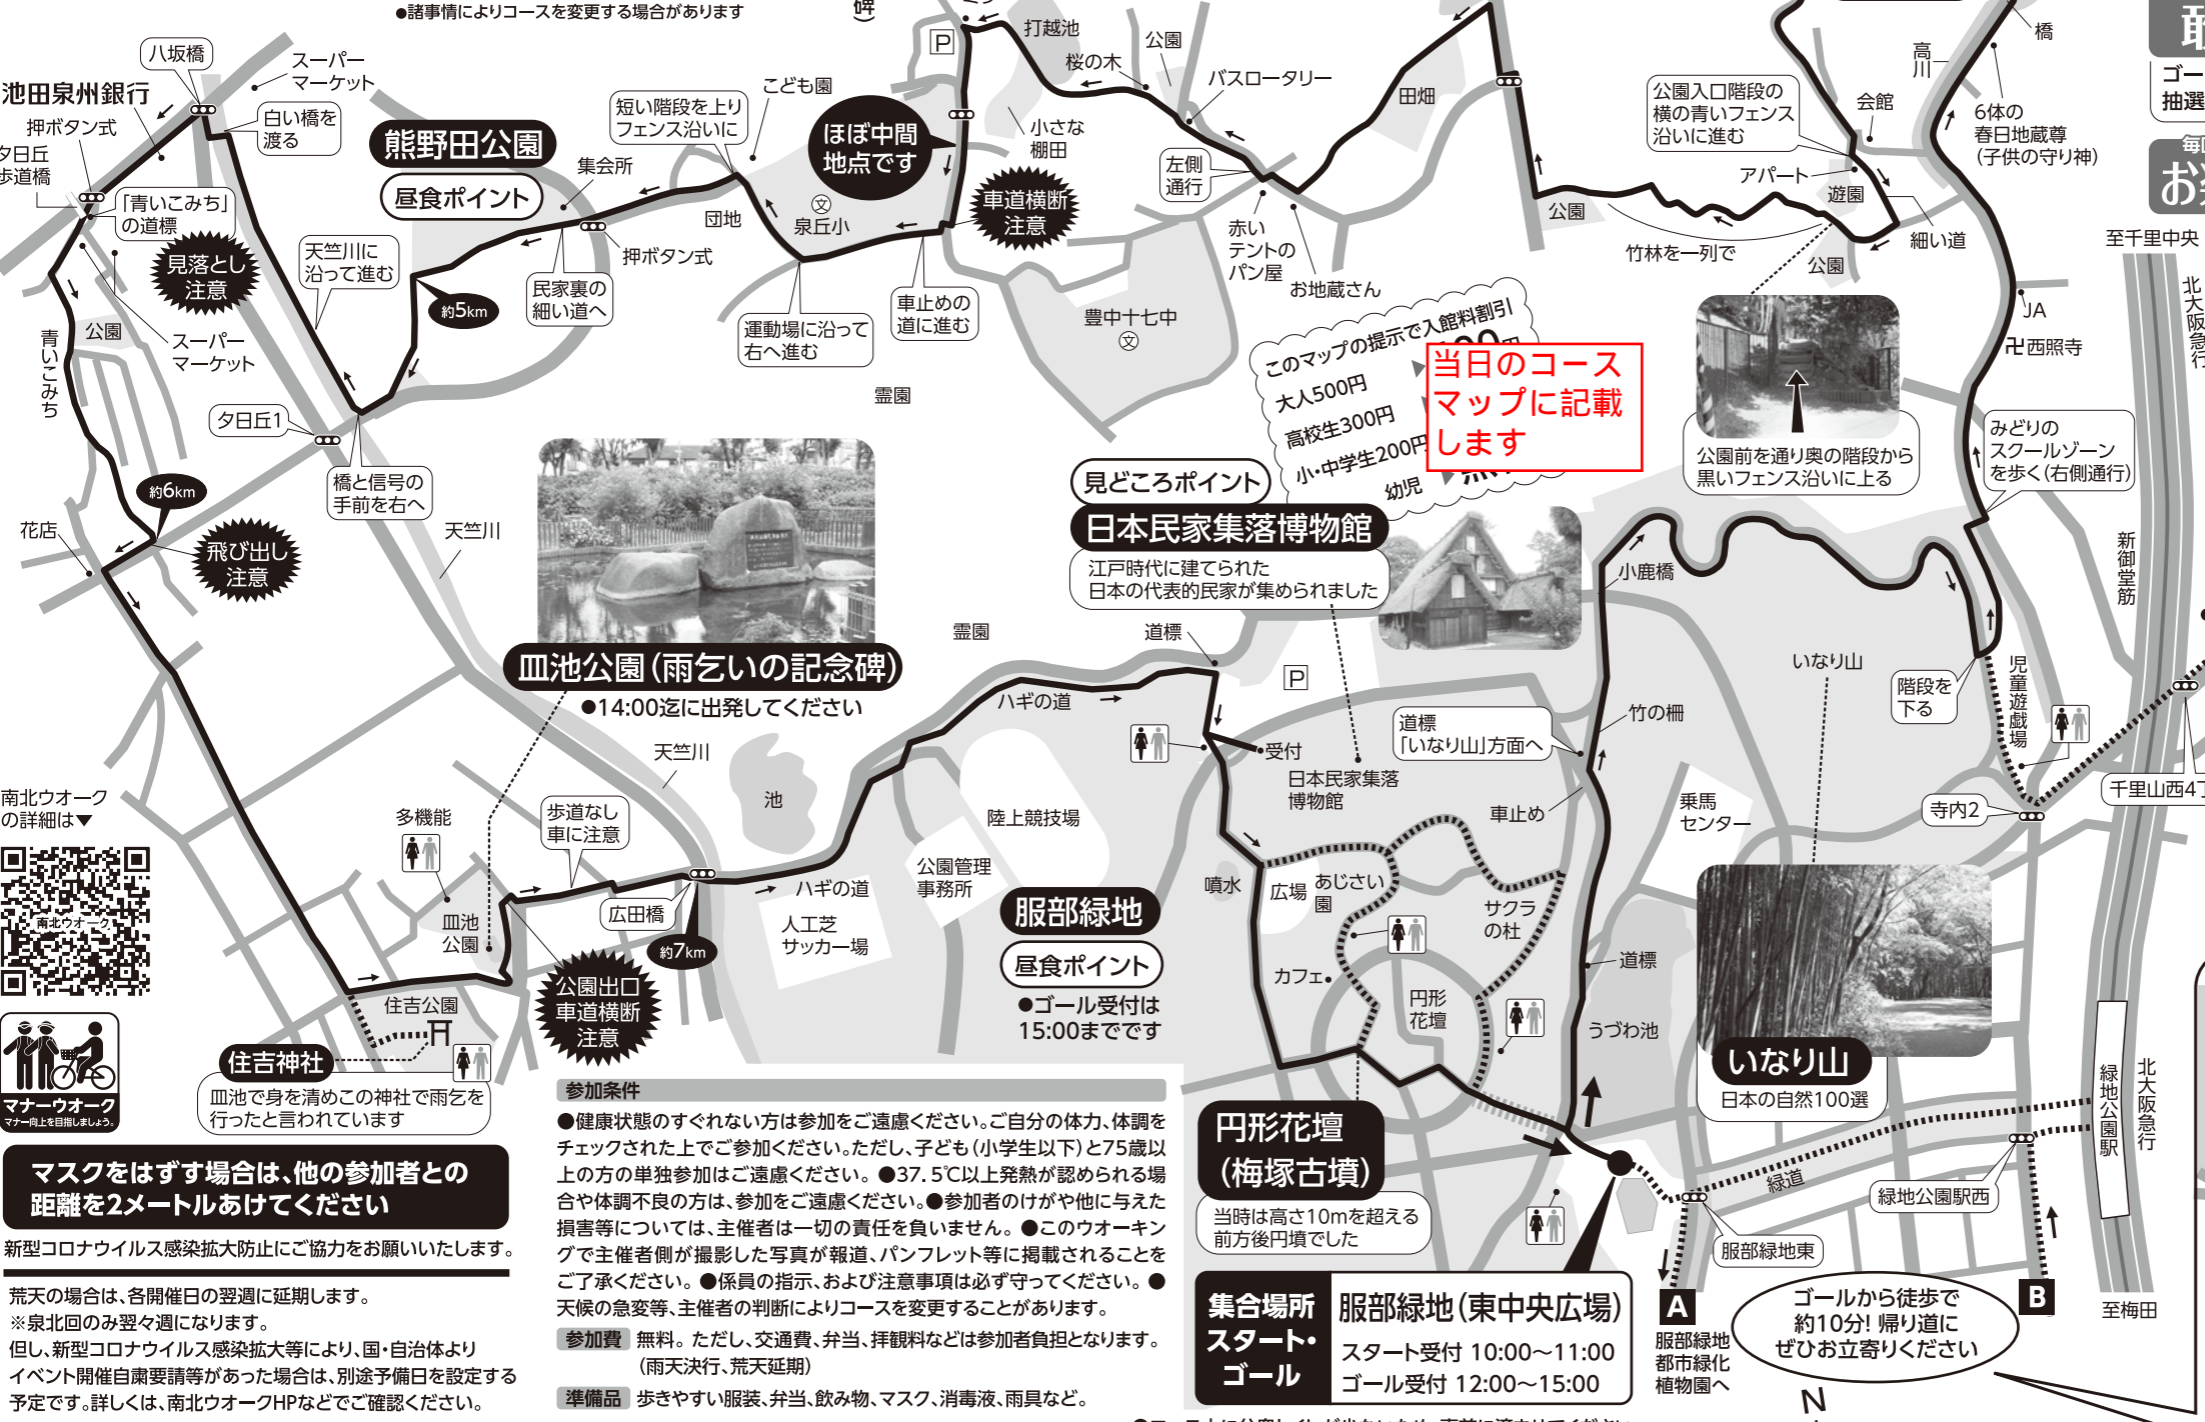 ●諸事情によりコースを変更する場合があります
碑）
八坂橋
スーパー
マーケット
池田泉州銀行
押ボタン式
夕日丘
歩道橋
白い橋を
渡る
「青いこみち」
の道標
見落とし
注意
公園
スーパー
マーケット
青いこみち
熊野田公園
昼食ポイント
天竺川に
沿って進む
約5km
集会所
短い階段を上り
フェンス沿いに
こども園
団地
押ボタン式
民家裏の
細い道へ
泉丘小
文
運動場に沿って
右へ進む
ほぼ中間
地点です
車道横断
注意
車止めの
道に進む
P
打越池
小さな
棚田
桜の木
公園
バスロータリー
左側
通行
赤い
テントの
パン屋
お地蔵さん
豊中十七中
文
田畑
公園
竹林を一列で
公園入口階段の
横の青いフェンス
沿いに進む
会館
アパート
遊園
細い道
公園
高川
橋
6体の
春日地蔵尊
(子供の守り神)
至千里中央
北大阪急行
JA
卍西照寺
ゴー
抽選
霊園
このマップの提示で入館料割引
大人500円
高校生300円
小・中学生200円
幼児
当日のコース
マップに記載
します
公園前を通り奥の階段から
黒いフェンス沿いに上る
みどりの
スクールゾーン
を歩く(右側通行)
夕日丘1
橋と信号の
手前を右へ
約6km
花店
飛び出し
注意
天竺川
皿池公園(雨乞いの記念碑)
●14:00迄に出発してください
見どころポイント
日本民家集落博物館
江戸時代に建てられた
日本の代表的民家が集められました
小鹿橋
新御堂筋
霊園
道標
ハギの道
P
受付
日本民家集落
博物館
道標
「いなり山」方面へ
竹の柵
車止め
いなり山
階段を
下る
児童遊戯場
乗馬
センター
寺内2
千里山西4丁
天竺川
池
陸上競技場
公園管理
事務所
ハギの道
人工芝
サッカー場
南北ウオーク
の詳細は▼
南北ウオーク
多機能
歩道なし
車に注意
皿池
公園
広田橋
約7km
公園出口
車道横断
注意
服部緑地
昼食ポイント
●ゴール受付は
15:00までです
噴水
広場
あじさい
園
サクラ
の杜
カフェ
円形
花壇
道標
うづわ池
いなり山
日本の自然100選
緑地公園駅
北大阪急行
マナーウオーク
マナー向上を目指しましょう。
住吉公園
住吉神社
皿池で身を清めこの神社で雨乞を
行ったと言われています
円形花壇
(梅塚古墳)
当時は高さ10mを超える
前方後円墳でした
緑道
緑地公園駅西
服部緑地東
マスクをはずす場合は、他の参加者との
距離を2メートルあけてください
新型コロナウイルス感染拡大防止にご協力をお願いいたします。
荒天の場合は、各開催日の翌週に延期します。
※泉北回のみ翌々週になります。
但し、新型コロナウイルス感染拡大等により、国・自治体より
イベント開催自粛要請等があった場合は、別途予備日を設定する
予定です。詳しくは、南北ウオークHPなどでご確認ください。
参加条件
●健康状態のすぐれない方は参加をご遠慮ください。ご自分の体力、体調を
チェックされた上でご参加ください。ただし、子ども(小学生以下)と75歳以
上の方の単独参加はご遠慮ください。 ●37.5℃以上発熱が認められる場
合や体調不良の方は、参加をご遠慮ください。●参加者のけがや他に与えた
損害等については、主催者は一切の責任を負いません。 ●このウオーキン
グで主催者側が撮影した写真が報道、パンフレット等に掲載されることを
ご了承ください。 ●係員の指示、および注意事項は必ず守ってください。 ●
天候の急変等、主催者の判断によりコースを変更することがあります。
参加費 無料。ただし、交通費、弁当、拝観料などは参加者負担となります。
(雨天決行、荒天延期)
準備品 歩きやすい服装、弁当、飲み物、マスク、消毒液、雨具など。
集合場所
スタート・
ゴール
服部緑地(東中央広場)
スタート受付 10:00〜11:00
ゴール受付 12:00〜15:00
A
服部緑地
都市緑化
植物園へ
ゴールから徒歩で
約10分! 帰り道に
ぜひお立寄りください
B
至梅田
N